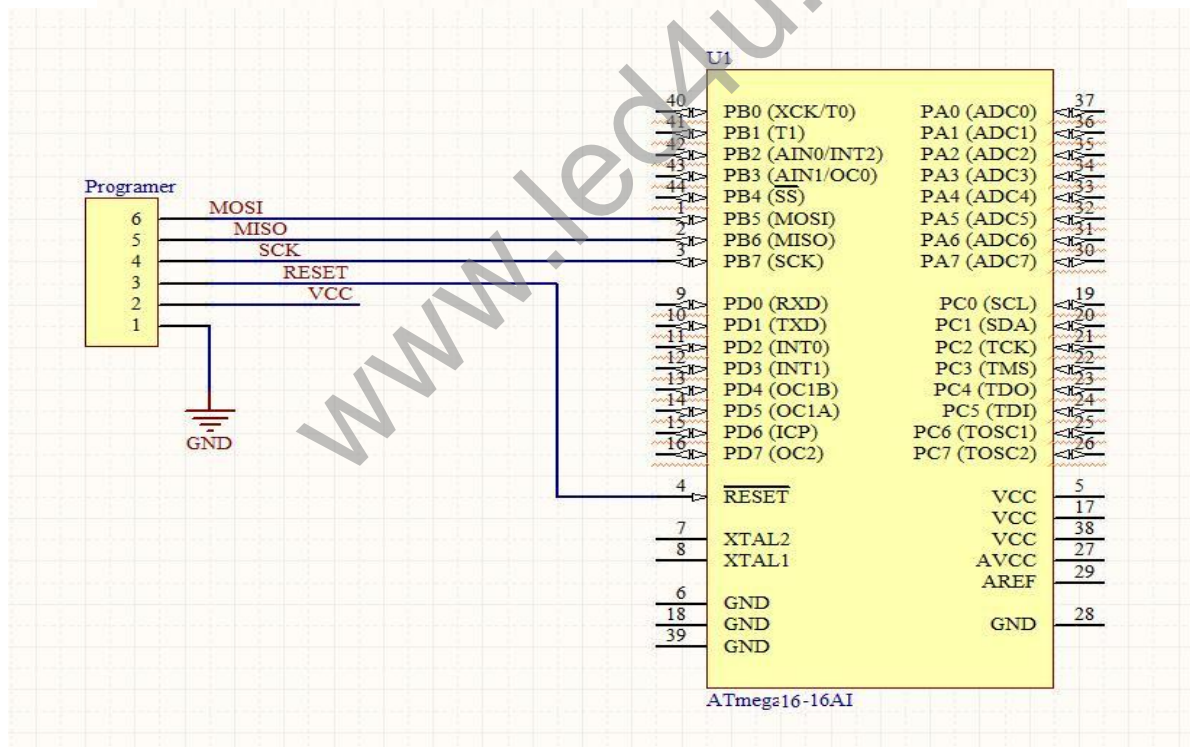 U1
Programer
6
5
4
3
2
1
MOSI
MISO
SCK
RESET
VCC
GND
40 PB0 (XCK/T0)
41 PB1 (T1)
42 PB2 (AIN0/INT2)
43 PB3 (AIN1/OC0)
44 PB4 (SS)
1 PB5 (MOSI)
2 PB6 (MISO)
3 PB7 (SCK)
9 PD0 (RXD)
10 PD1 (TXD)
11 PD2 (INT0)
12 PD3 (INT1)
13 PD4 (OC1B)
14 PD5 (OC1A)
15 PD6 (ICP)
16 PD7 (OC2)
4 RESET
7 XTAL2
8 XTAL1
6 GND
18 GND
39 GND
PA0 (ADC0) 37
PA1 (ADC1) 36
PA2 (ADC2) 35
PA3 (ADC3) 34
PA4 (ADC4) 33
PA5 (ADC5) 32
PA6 (ADC6) 31
PA7 (ADC7) 30
PC0 (SCL) 19
PC1 (SDA) 20
PC2 (TCK) 21
PC3 (TMS) 22
PC4 (TDO) 23
PC5 (TDI) 24
PC6 (TOSC1) 25
PC7 (TOSC2) 26
VCC 5
VCC 17
VCC 38
AVCC 27
AREF 29
GND 28
ATmega16-16AI
www.led4u.